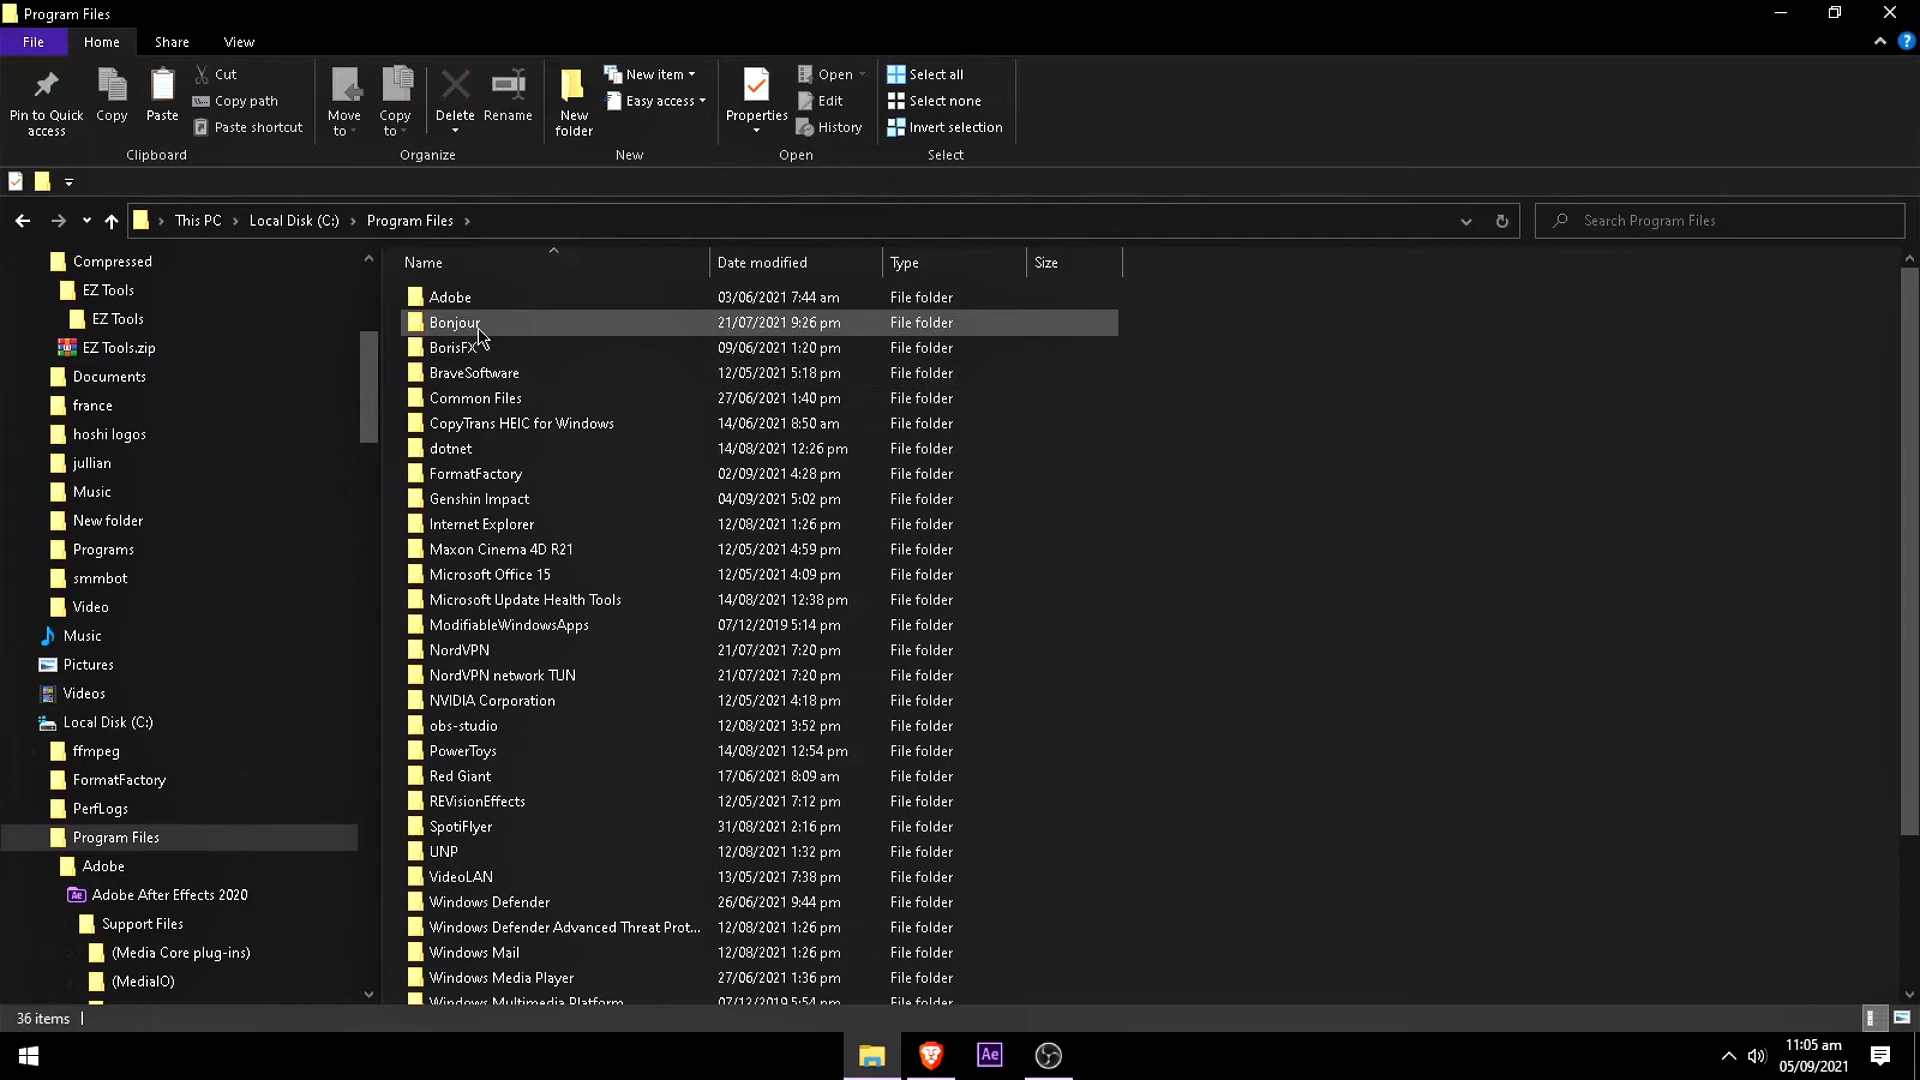 Program Files
File
Home
Share
View
Pin to Quick access
Copy
Paste
Cut
Copy path
Paste shortcut
Clipboard
Move to
Copy to
Delete
Rename
Organize
New folder
New item
Easy access
New
Properties
Open
Edit
History
Open
Select all
Select none
Invert selection
Select
This PC > Local Disk (C:) > Program Files >
Search Program Files
Compressed
EZ Tools
EZ Tools
EZ Tools.zip
Documents
france
hoshi logos
jullian
Music
New folder
Programs
smmbot
Video
Music
Pictures
Videos
Local Disk (C:)
ffmpeg
FormatFactory
PerfLogs
Program Files
Adobe
Ae Adobe After Effects 2020
Support Files
(Media Core plug-ins)
(MediaIO)
Name Date modified Type Size
Adobe 03/06/2021 7:44 am File folder
Bonjour 21/07/2021 9:26 pm File folder
BorisFX 09/06/2021 1:20 pm File folder
BraveSoftware 12/05/2021 5:18 pm File folder
Common Files 27/06/2021 1:40 pm File folder
CopyTrans HEIC for Windows 14/06/2021 8:50 am File folder
dotnet 14/08/2021 12:26 pm File folder
FormatFactory 02/09/2021 4:28 pm File folder
Genshin Impact 04/09/2021 5:02 pm File folder
Internet Explorer 12/08/2021 1:26 pm File folder
Maxon Cinema 4D R21 12/05/2021 4:59 pm File folder
Microsoft Office 15 12/05/2021 4:09 pm File folder
Microsoft Update Health Tools 14/08/2021 12:38 pm File folder
ModifiableWindowsApps 07/12/2019 5:14 pm File folder
NordVPN 21/07/2021 7:20 pm File folder
NordVPN network TUN 21/07/2021 7:20 pm File folder
NVIDIA Corporation 12/05/2021 4:18 pm File folder
obs-studio 12/08/2021 3:52 pm File folder
PowerToys 14/08/2021 12:54 pm File folder
Red Giant 17/06/2021 8:09 am File folder
REVisionEffects 12/05/2021 7:12 pm File folder
SpotiFlyer 31/08/2021 2:16 pm File folder
UNP 12/08/2021 1:32 pm File folder
VideoLAN 13/05/2021 7:38 pm File folder
Windows Defender 26/06/2021 9:44 pm File folder
Windows Defender Advanced Threat Prot... 12/08/2021 1:26 pm File folder
Windows Mail 12/08/2021 1:26 pm File folder
Windows Media Player 27/06/2021 1:36 pm File folder
Windows Multimedia Platform 07/12/2019 5:54 pm File folder
36 items
Ae
11:05 am
05/09/2021